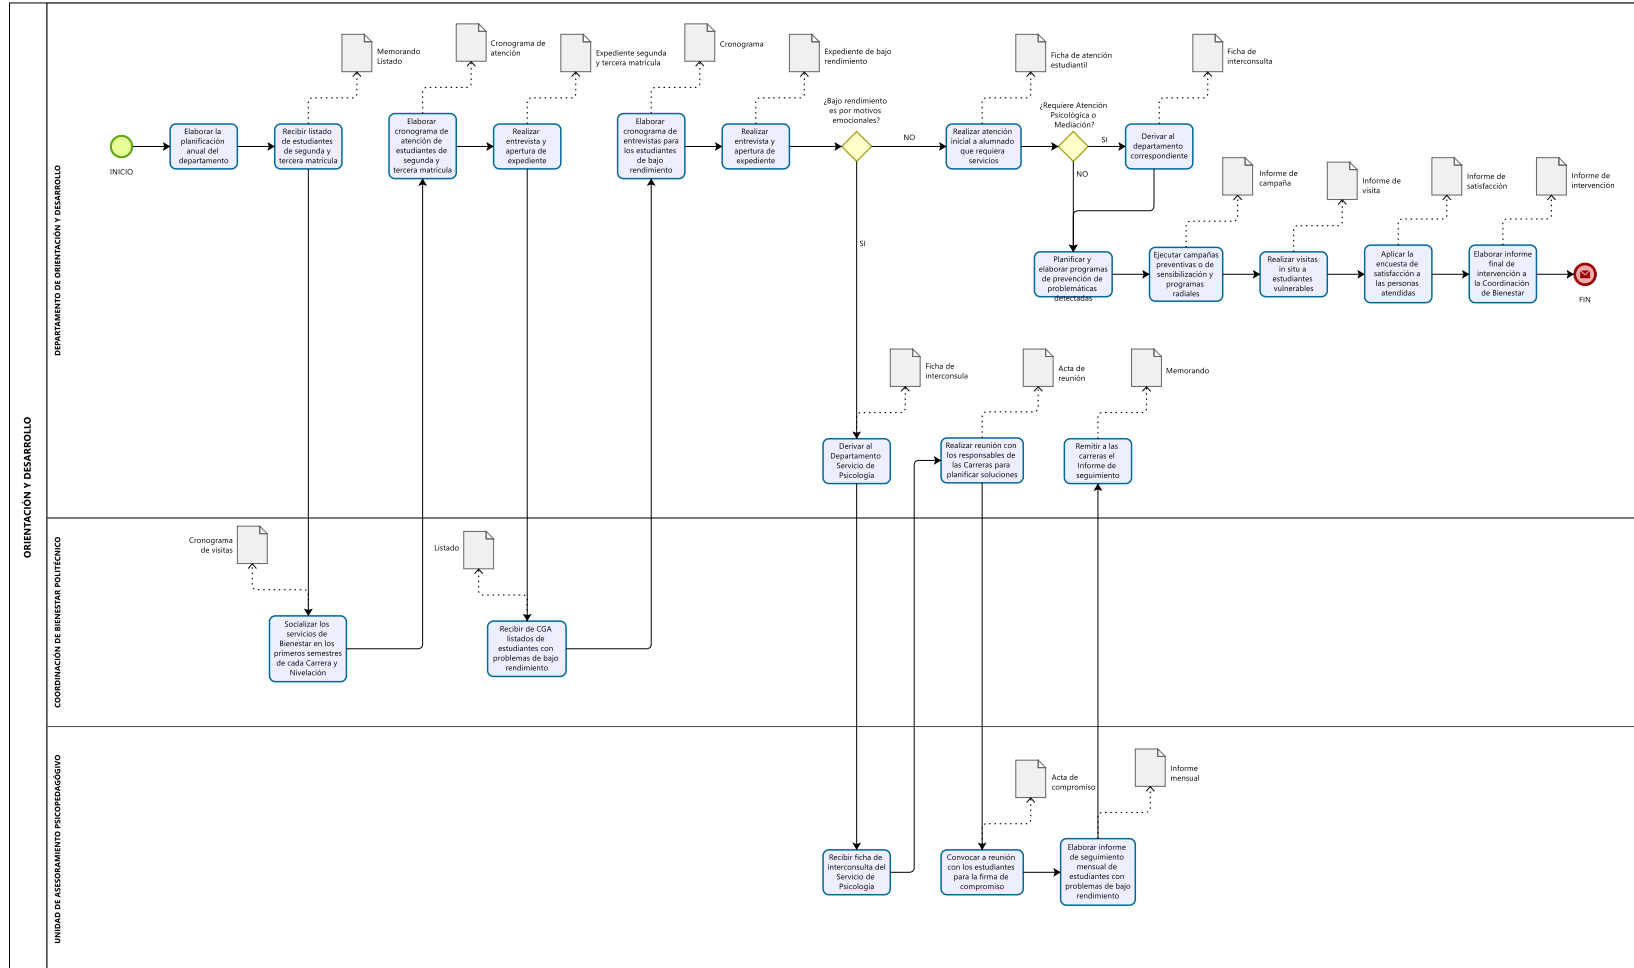 ORIENTACIÓN Y DESARROLLO
DEPARTAMENTO DE ORIENTACIÓN Y DESARROLLO
INICIO
Elaborar la
planificación
anual del
departamento
Recibir listado
de estudiantes
de segunda y
tercera matrícula
Memorando
Listado
Elaborar
cronograma de
atención de
estudiantes de
segunda y
tercera matrícula
Cronograma de
atención
Realizar
entrevista y
apertura de
expediente
Expediente segunda
y tercera matrícula
Elaborar
cronograma de
entrevistas para
los estudiantes
de bajo
rendimiento
Cronograma
Realizar
entrevista y
apertura de
expediente
Expediente de bajo
rendimiento
¿Bajo rendimiento
es por motivos
emocionales?
NO
SI
Realizar atención
inicial a alumnado
que requiera
servicios
Ficha de atención
estudiantil
¿Requiere Atención
Psicológica o
Mediación?
SI
NO
Derivar al
departamento
correspondiente
Ficha de
interconsulta
Planificar y
elaborar programas
de prevención de
problemáticas
detectadas
Ejecutar campañas
preventivas o de
sensibilización y
programas
radiales
Informe de
campaña
Realizar visitas
in situ a
estudiantes
vulnerables
Informe de
visita
Aplicar la
encuesta de
satisfacción a
las personas
atendidas
Informe de
satisfacción
Elaborar informe
final de
intervención a
la Coordinación
de Bienestar
Informe de
intervención
FIN
Derivar al
Departamento
Servicio de
Psicología
Ficha de
interconsula
Realizar reunión con
los responsables de
las Carreras para
planificar soluciones
Acta de
reunión
Remitir a las
carreras el
Informe de
seguimiento
Memorando
COORDINACIÓN DE BIENESTAR POLITÉCNICO
Cronograma
de visitas
Socializar los
servicios de
Bienestar en los
primeros semestres
de cada Carrera y
Nivelación
Listado
Recibir de CGA
listados de
estudiantes con
problemas de bajo
rendimiento
UNIDAD DE ASESORAMIENTO PSICOPEDAGÓGIVO
Recibir ficha de
interconsulta del
Servicio de
Psicología
Convocar a reunión
con los estudiantes
para la firma de
compromiso
Acta de
compromiso
Elaborar informe
de seguimiento
mensual de
estudiantes con
problemas de bajo
rendimiento
Informe
mensual